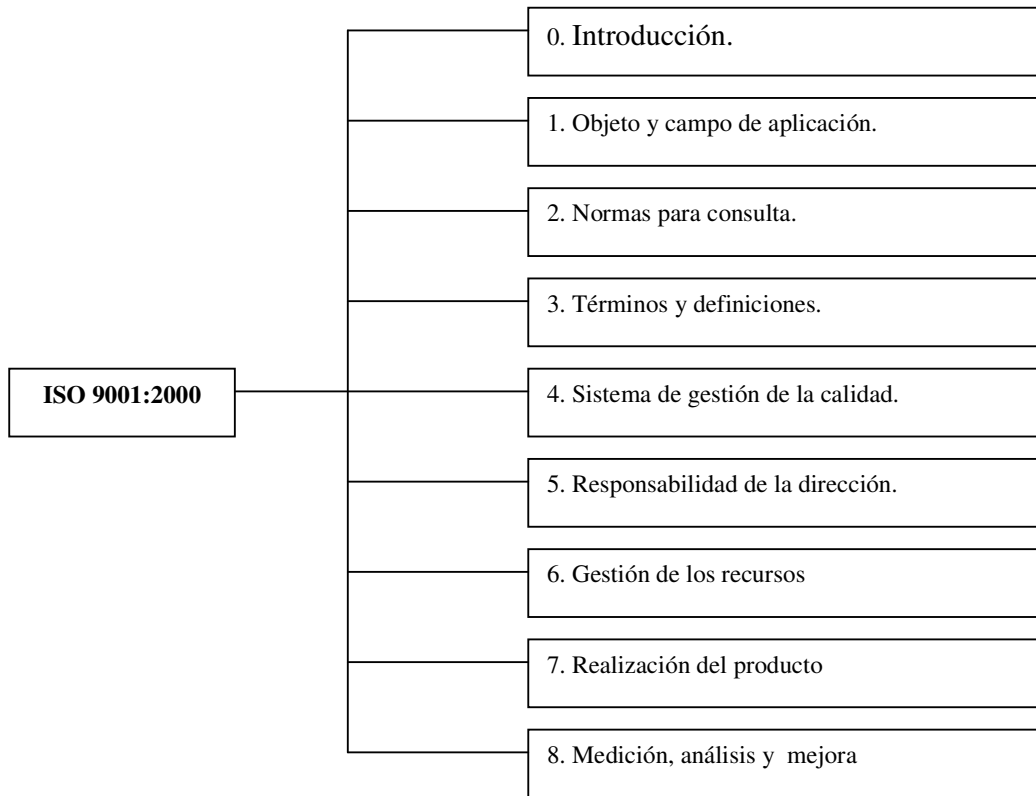 0. Introducción.
1. Objeto y campo de aplicación.
2. Normas para consulta.
3. Términos y definiciones.
ISO 9001:2000
4. Sistema de gestión de la calidad.
5. Responsabilidad de la dirección.
6. Gestión de los recursos
7. Realización del producto
8. Medición, análisis y  mejora